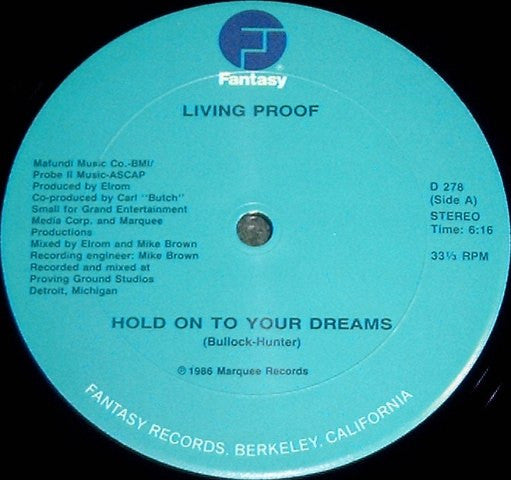 Fantasy
®
LIVING PROOF
Mafundi Music Co.-BMI/
Probe II Music-ASCAP
Produced by Elrom
Co-produced by Carl "Butch"
Small for Grand Entertainment
Media Corp. and Marquee
Productions
Mixed by Elrom and Mike Brown
Recording engineer: Mike Brown
Recorded and mixed at
Proving Ground Studios
Detroit, Michigan
D 278
(Side A)
STEREO
Time: 6:16
33⅓ RPM
HOLD ON TO YOUR DREAMS
(Bullock-Hunter)
℗ 1986 Marquee Records
FANTASY RECORDS, BERKELEY, CALIFORNIA